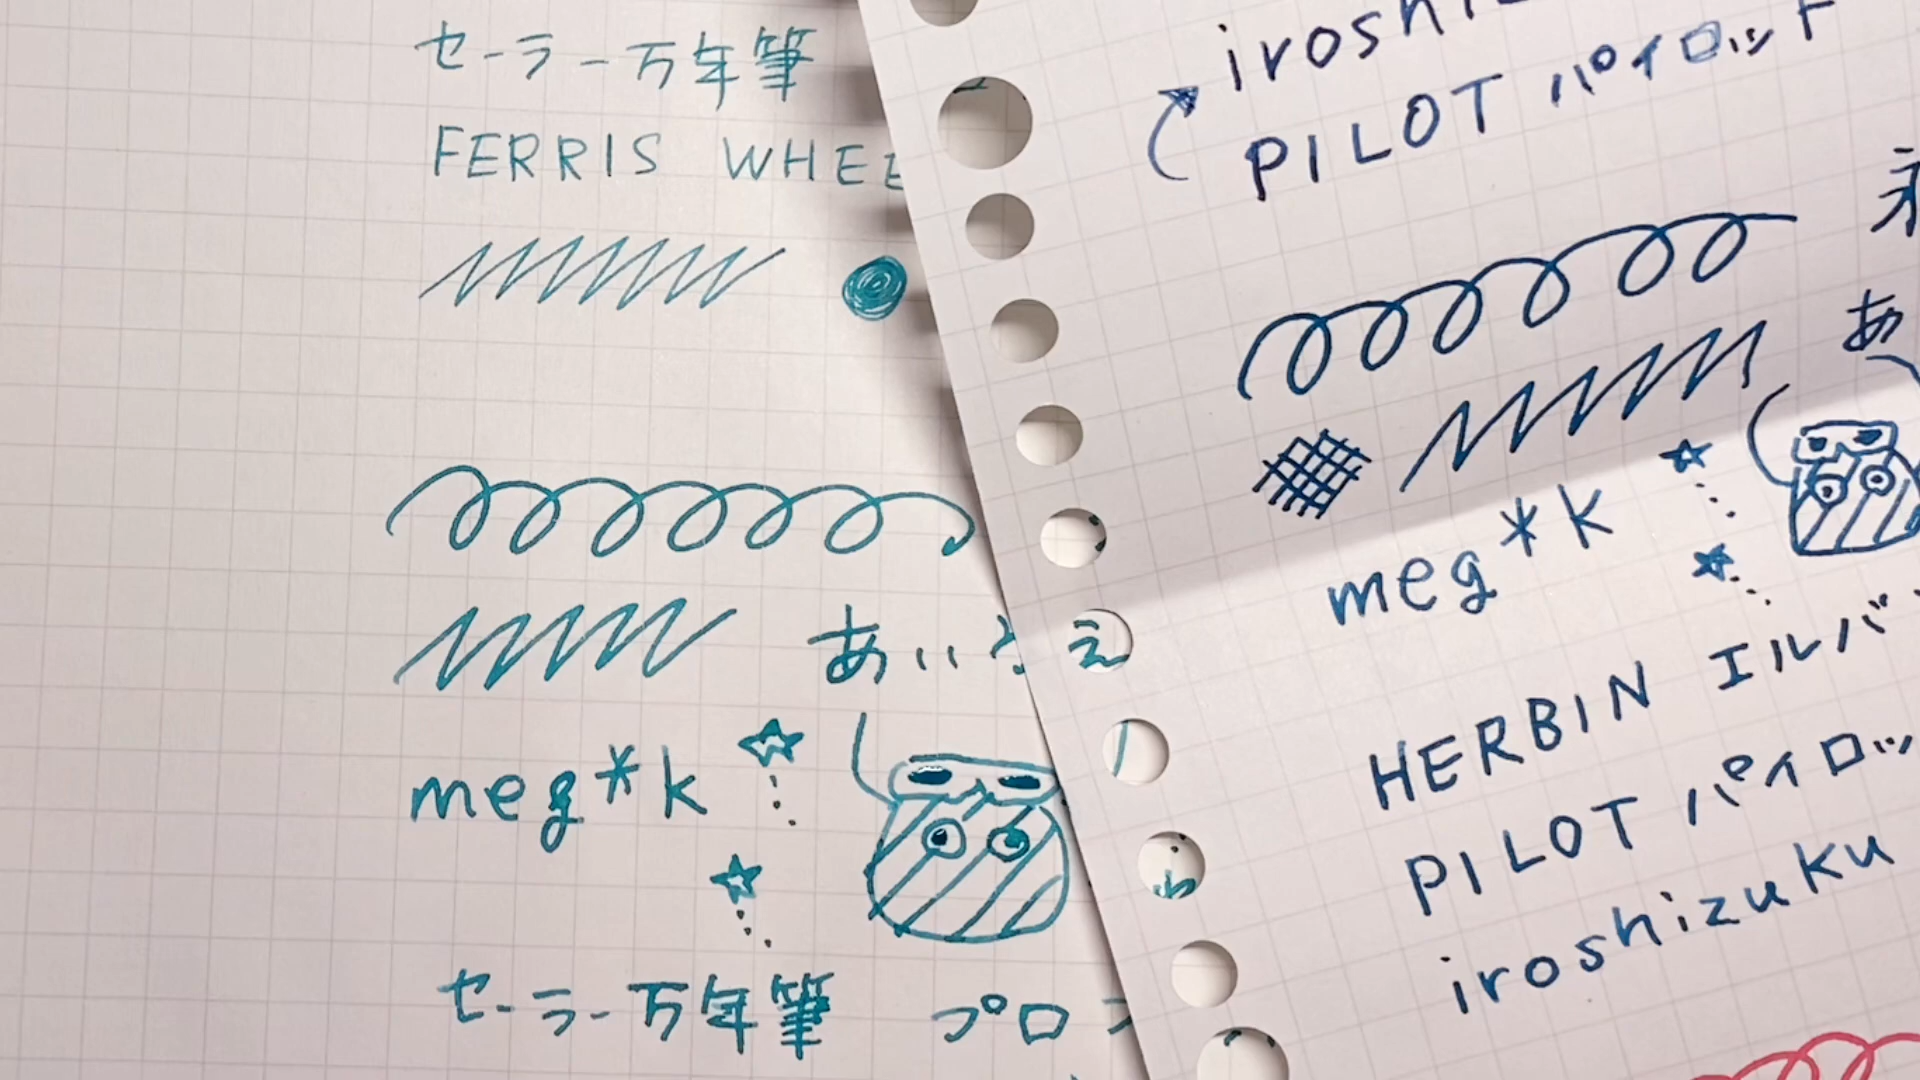 セーラー万年筆
FERRIS WHEE
あいうえ
meg*k
セーラー万年筆 プロ
PILOT パイロット
あ
meg*k
HERBIN エルバ
PILOT パイロッ
iroshizuku